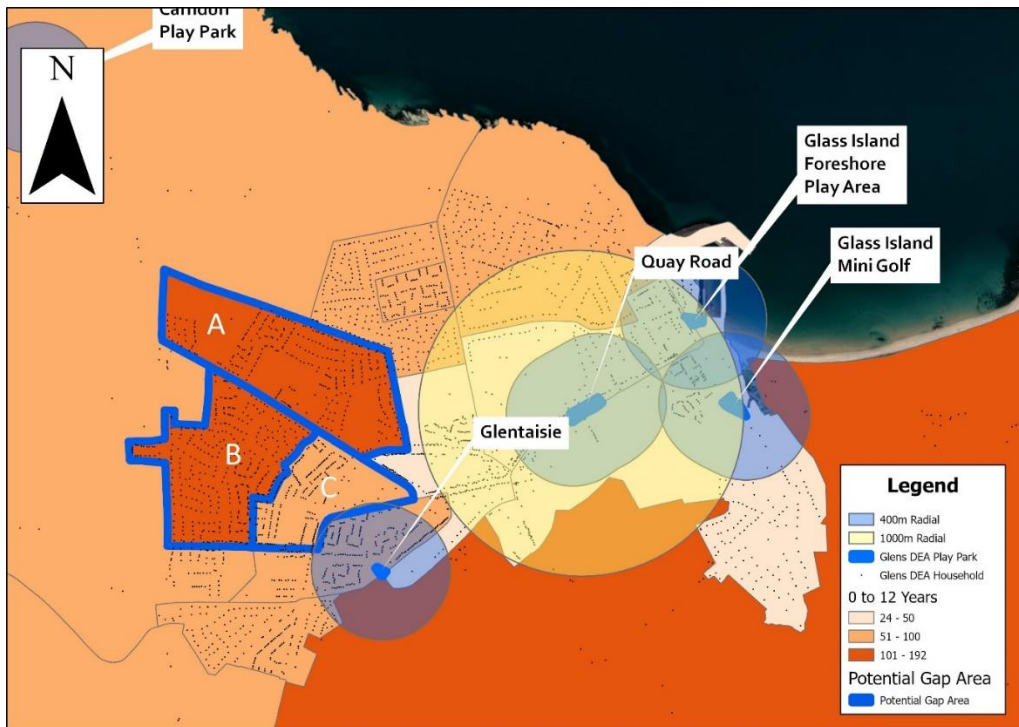 Play Park
N
Glass Island
Foreshore
Play Area
Glass Island
Mini Golf
Quay Road
Glentaisie
A
B
C
Legend
400m Radial
1000m Radial
Glens DEA Play Park
Glens DEA Household
0 to 12 Years
24 - 50
51 - 100
101 - 192
Potential Gap Area
Potential Gap Area